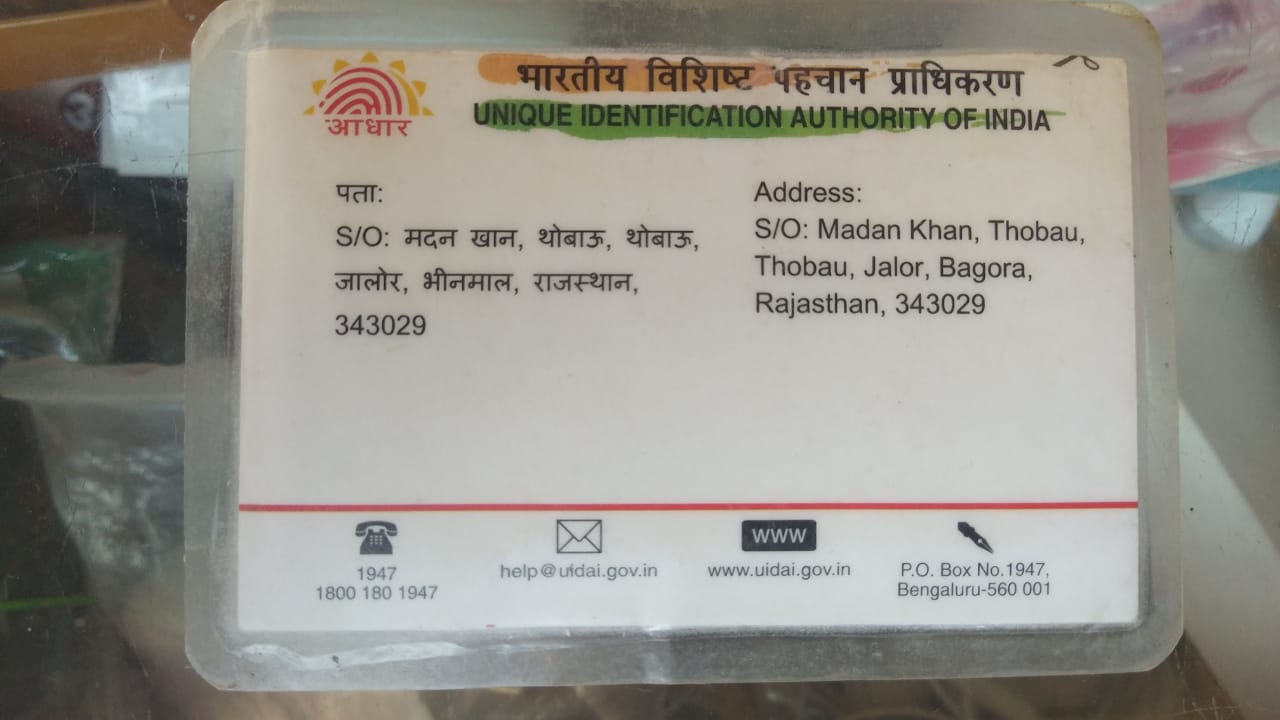 आधार
भारतीय विशिष्ट पहचान प्राधिकरण
UNIQUE IDENTIFICATION AUTHORITY OF INDIA
पता:
S/O: मदन खान, थोबाऊ, थोबाऊ,
जालोर, भीनमाल, राजस्थान,
343029
Address:
S/O: Madan Khan, Thobau,
Thobau, Jalor, Bagora,
Rajasthan, 343029
1947
1800 180 1947
help@uidai.gov.in
WWW
www.uidai.gov.in
P.O. Box No.1947,
Bengaluru-560 001
3